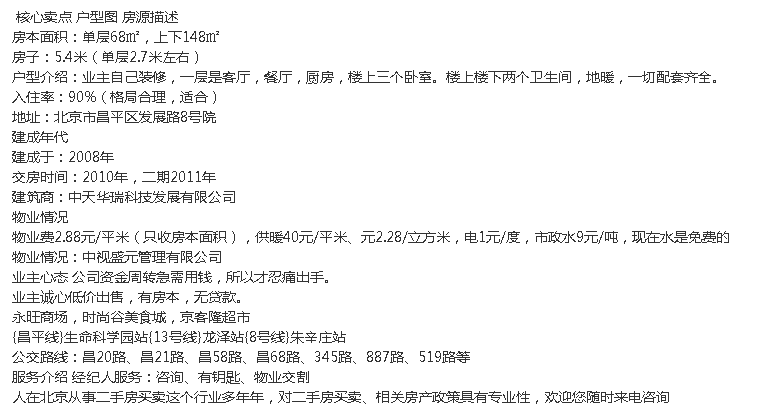 核心卖点 户型图 房源描述
房本面积：单层68㎡，上下148㎡
房子：5.4米（单层2.7米左右）
户型介绍：业主自己装修，一层是客厅，餐厅，厨房，楼上三个卧室。楼上楼下两个卫生间，地暖，一切配套齐全。
入住率：90%（格局合理，适合）
地址：北京市昌平区发展路8号院
建成年代
建成于：2008年
交房时间：2010年，二期2011年
建筑商：中天华瑞科技发展有限公司
物业情况
物业费2.88元/平米（只收房本面积），供暖40元/平米、元2.28/立方米，电1元/度，市政水9元/吨，现在水是免费的
物业情况：中视盛元管理有限公司
业主心态 公司资金周转急需用钱，所以才忍痛出手。
业主诚心低价出售，有房本，无贷款。
永旺商场，时尚谷美食城，京客隆超市
{昌平线}生命科学园站{13号线}龙泽站{8号线}朱辛庄站
公交路线：昌20路、昌21路、昌58路、昌68路、345路、887路、519路等
服务介绍 经纪人服务：咨询、有钥匙、物业交割
人在北京从事二手房买卖这个行业多年年，对二手房买卖、相关房产政策具有专业性，欢迎您随时来电咨询